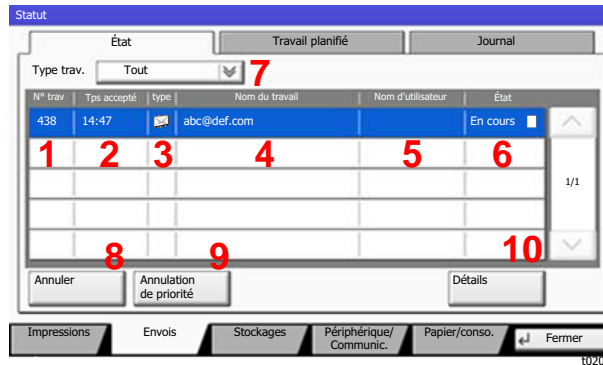 Statut
État Travail planifié Journal
Type trav. Tout 7
N° trav Tps accepté type Nom du travail Nom d'utilisateur État
438 14:47 abc@def.com En cours
1 2 3 4 5 6
1/1
8 9 10
Annuler Annulation de priorité Détails
Impressions Envois Stockages Périphérique/ Communic. Papier/conso. Fermer
t020